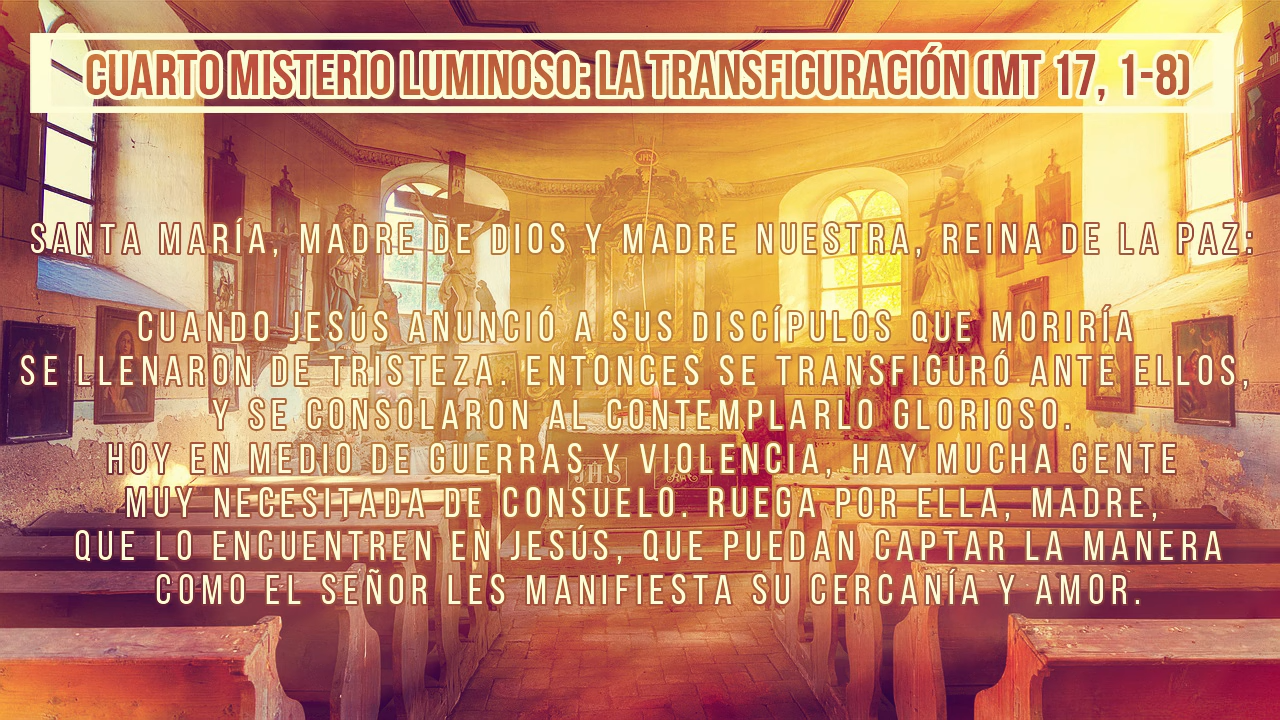 CUARTO MISTERIO LUMINOSO: LA TRANSFIGURACIÓN (MT 17, 1-8)
SANTA MARÍA, MADRE DE DIOS Y MADRE NUESTRA, REINA DE LA PAZ:
CUANDO JESÚS ANUNCIÓ A SUS DISCÍPULOS QUE MORIRÍA
SE LLENARON DE TRISTEZA. ENTONCES SE TRANSFIGURÓ ANTE ELLOS,
Y SE CONSOLARON AL CONTEMPLARLO GLORIOSO.
HOY EN MEDIO DE GUERRAS Y VIOLENCIA, HAY MUCHA GENTE
MUY NECESITADA DE CONSUELO. RUEGA POR ELLA, MADRE,
QUE LO ENCUENTREN EN JESÚS, QUE PUEDAN CAPTAR LA MANERA
COMO EL SEÑOR LES MANIFIESTA SU CERCANÍA Y AMOR.
JHS